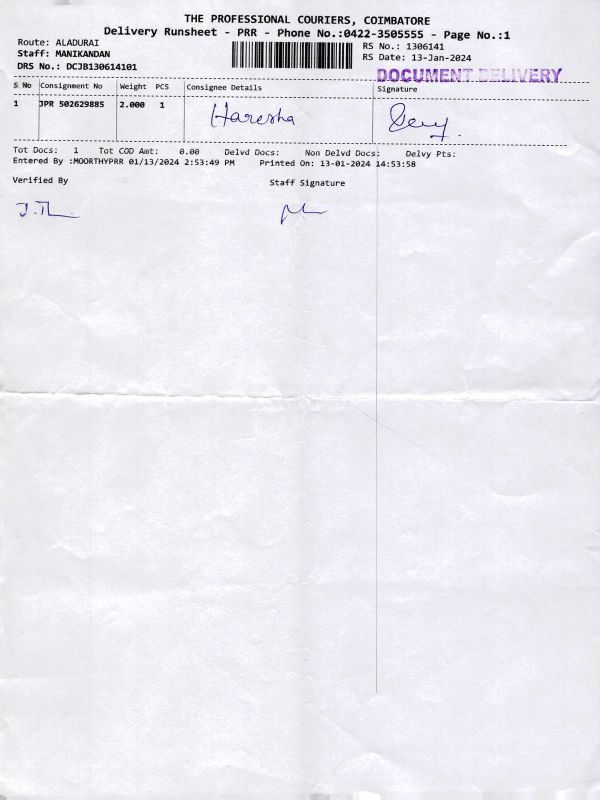 THE PROFESSIONAL COURIERS, COIMBATORE
Delivery Runsheet - PRR - Phone No.:0422-3505555 - Page No.:1
Route: ALADURAI
Staff: MANIKANDAN
DRS No.: DCJB130614101
RS No.: 1306141
RS Date: 13-Jan-2024
DOCUMENT DELIVERY
S No Consignment No Weight PCS Consignee Details Signature
1 JPR 502629885 2.000 1 Haresha
Tot Docs: 1 Tot COD Amt: 0.00 Delvd Docs: Non Delvd Docs: Delvy Pts:
Entered By :MOORTHYPRR 01/13/2024 2:53:49 PM Printed On: 13-01-2024 14:53:58
Verified By Staff Signature